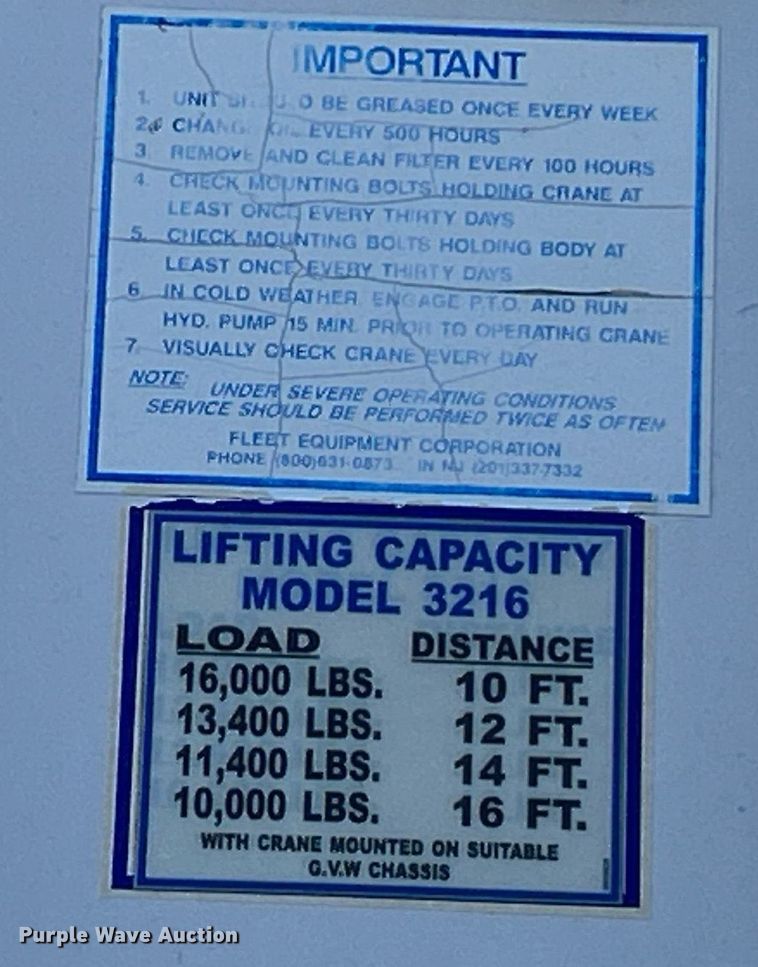 IMPORTANT
1. UNIT SHOULD BE GREASED ONCE EVERY WEEK
2. CHANGE OIL EVERY 500 HOURS
3. REMOVE AND CLEAN FILTER EVERY 100 HOURS
4. CHECK MOUNTING BOLTS HOLDING CRANE AT
LEAST ONCE EVERY THIRTY DAYS
5. CHECK MOUNTING BOLTS HOLDING BODY AT
LEAST ONCE EVERY THIRTY DAYS
6. IN COLD WEATHER, ENGAGE P.T.O. AND RUN
HYD. PUMP 15 MIN. PRIOR TO OPERATING CRANE
7. VISUALLY CHECK CRANE EVERY DAY
NOTE: UNDER SEVERE OPERATING CONDITIONS
SERVICE SHOULD BE PERFORMED TWICE AS OFTEN
FLEET EQUIPMENT CORPORATION
PHONE (800)631-0873 IN NJ (201)337-7332
LIFTING CAPACITY
MODEL 3216
LOAD DISTANCE
16,000 LBS. 10 FT.
13,400 LBS. 12 FT.
11,400 LBS. 14 FT.
10,000 LBS. 16 FT.
WITH CRANE MOUNTED ON SUITABLE
G.V.W CHASSIS
Purple Wave Auction